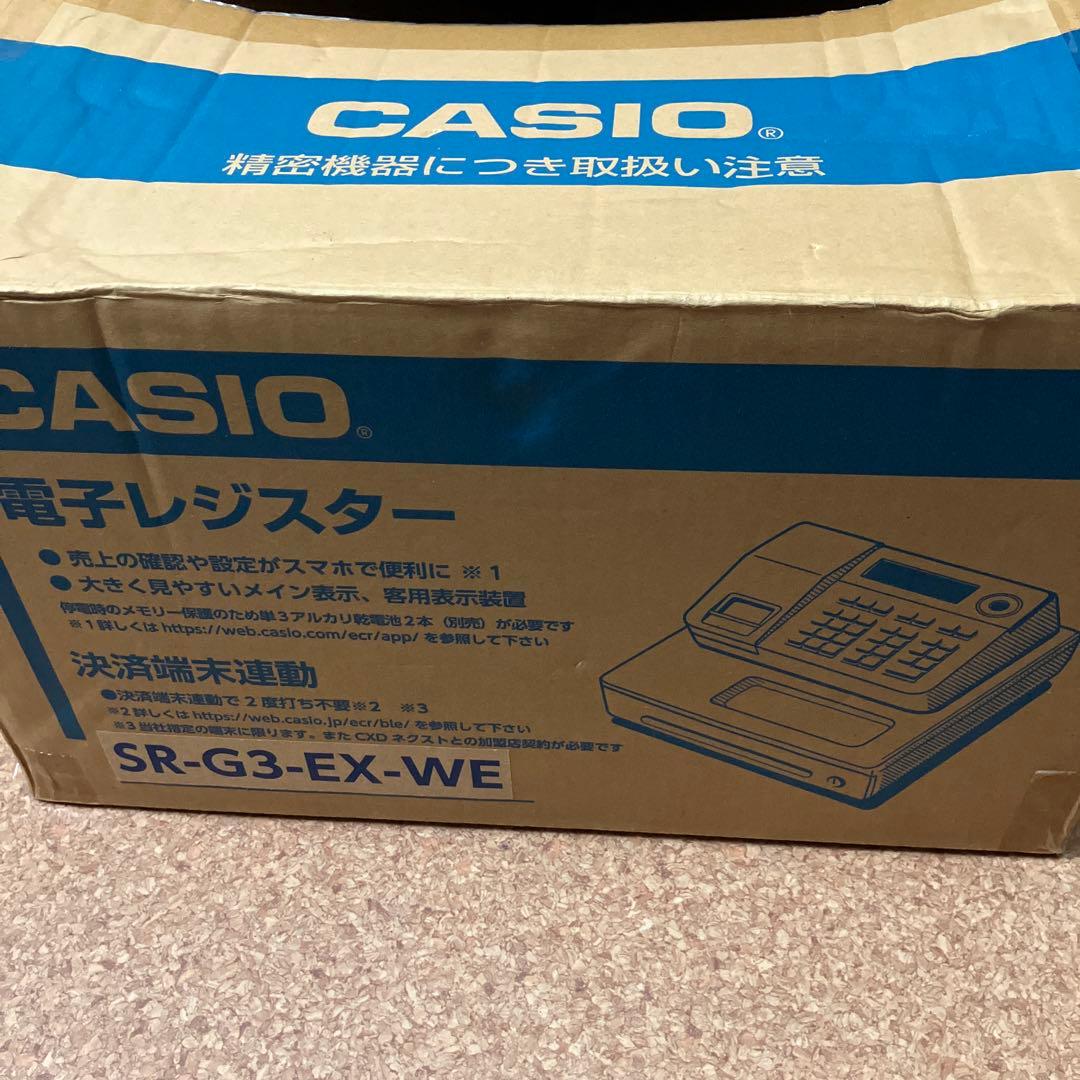 CASIO®
精密機器につき取扱い注意
CASIO®
電子レジスター
● 売上の確認や設定がスマホで便利に ※1
● 大きく見やすいメイン表示、客用表示装置
停電時のメモリー保護のため単3アルカリ乾電池2本（別売）が必要です
※1詳しくは https://web.casio.com/ecr/app/ を参照して下さい
決済端末連動
●決済端末連動で2度打ち不要※2 ※3
※2詳しくは https://web.casio.jp/ecr/ble/ を参照して下さい
※3当社指定の端末に限ります。また CXD ネクストとの加盟店契約が必要です
SR-G3-EX-WE